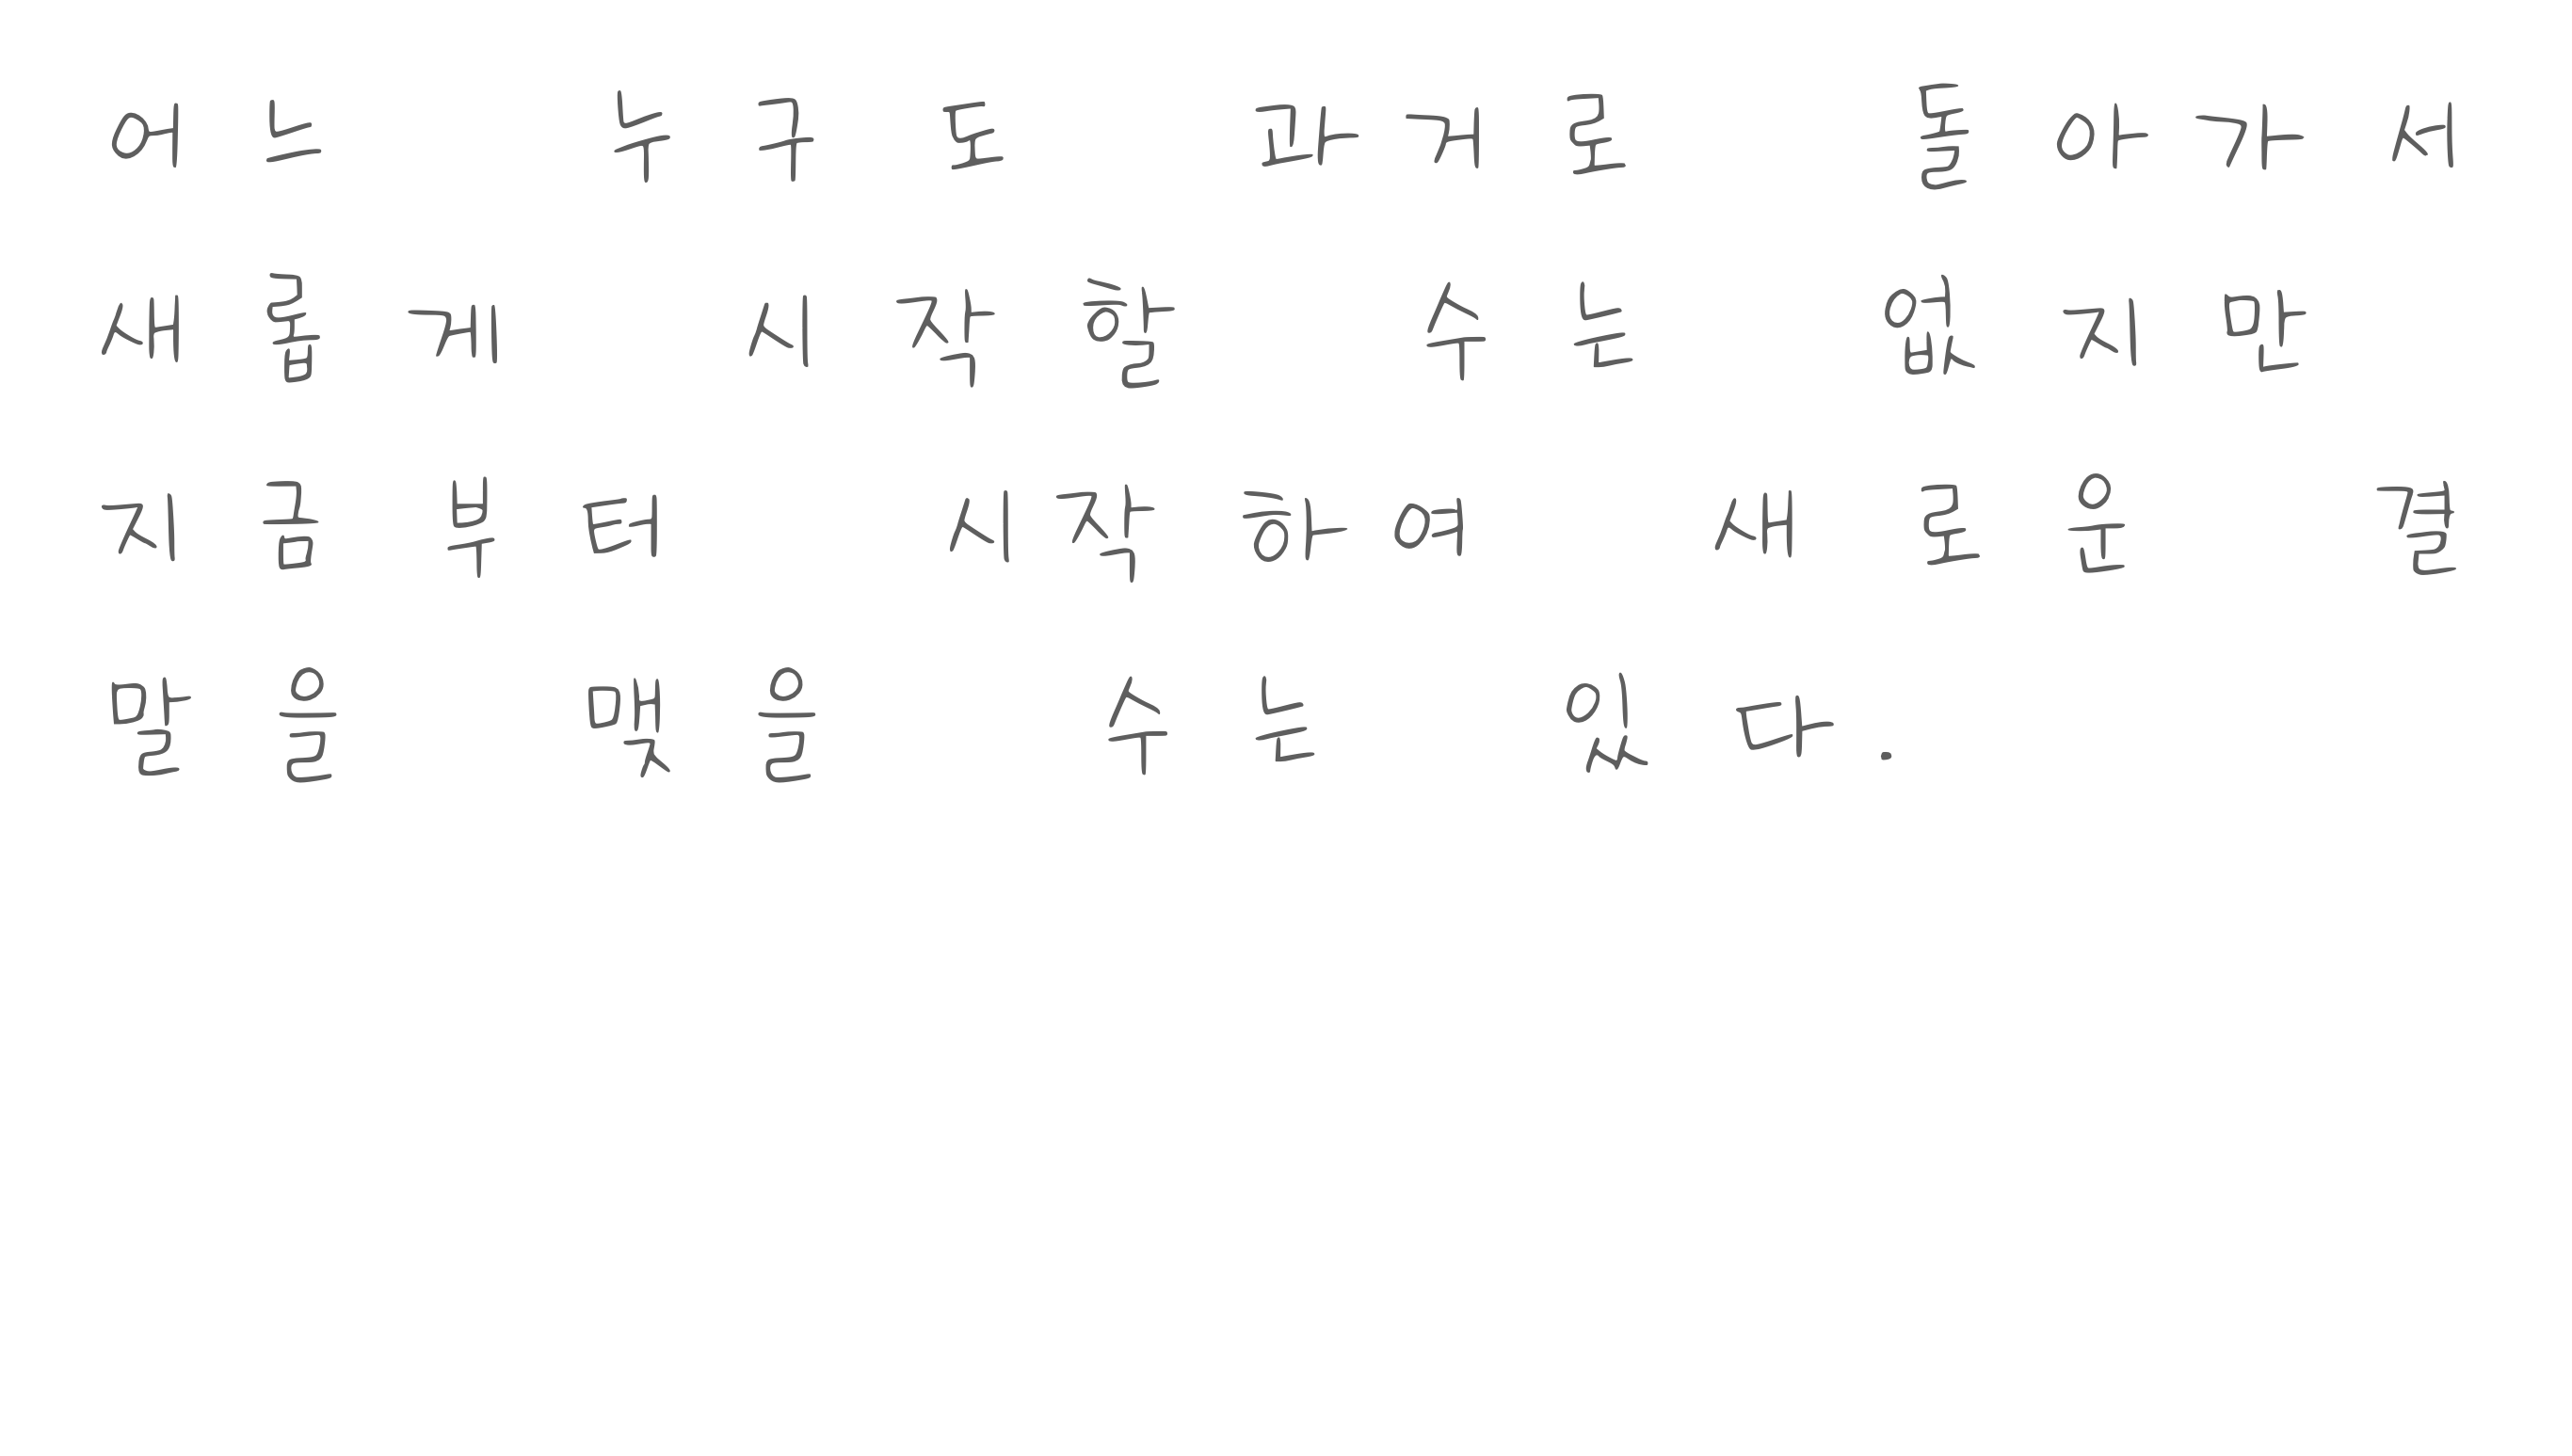 어느 누구도 과거로 돌아가서
새롭게 시작할 수는 없지만
지금부터 시작하여 새로운 결
말을 맺을 수는 있다.